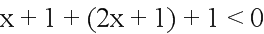 x + 1 + (2x + 1) + 1 < 0